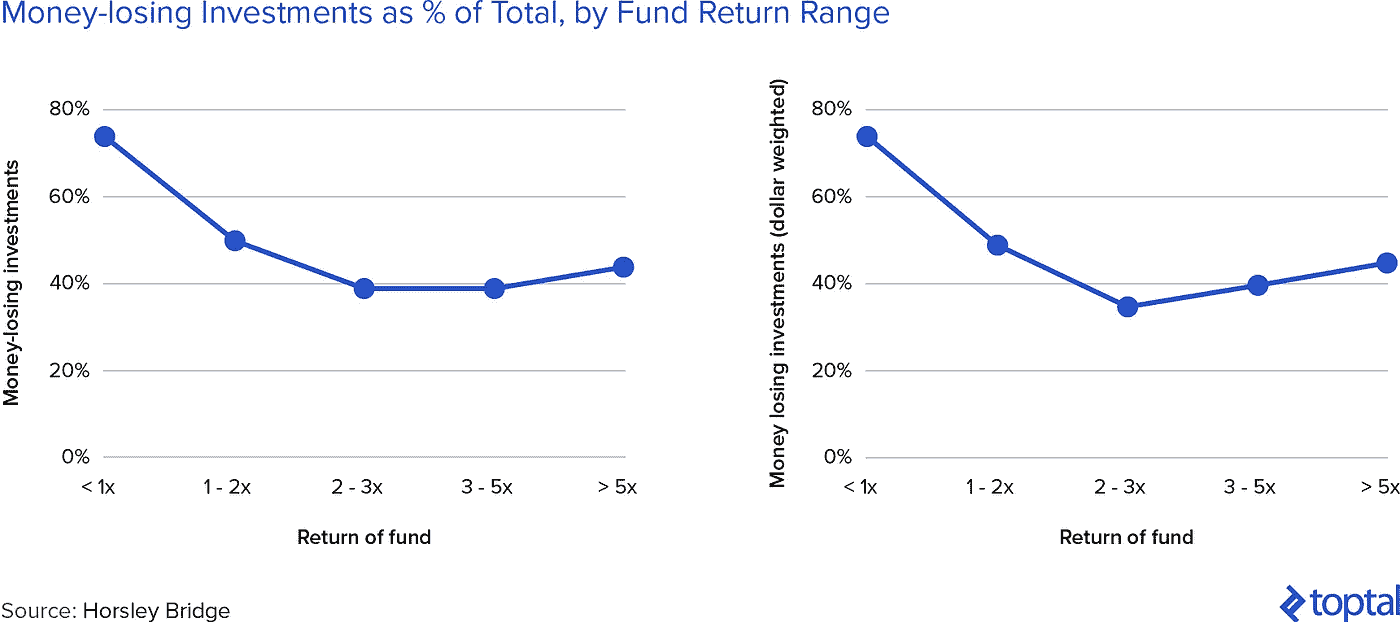 Money-losing Investments as % of Total, by Fund Return Range
Money-losing investments
80%
60%
40%
20%
0%
< 1x
1 - 2x
2 - 3x
3 - 5x
> 5x
Return of fund
Money losing investments (dollar weighted)
80%
60%
40%
20%
0%
< 1x
1 - 2x
2 - 3x
3 - 5x
> 5x
Return of fund
Source: Horsley Bridge
toptal